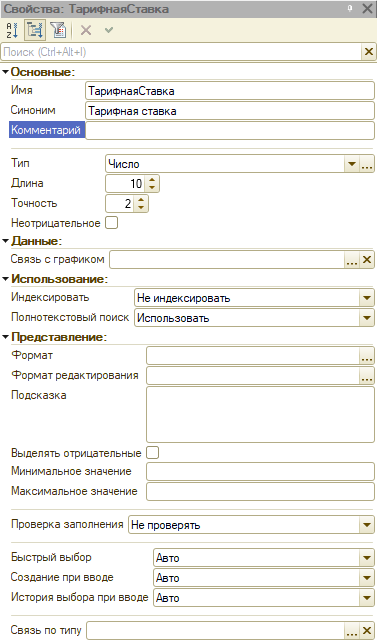 Свойства: ТарифнаяСтавка
Поиск (Ctrl+Alt+I)
Основные:
Имя ТарифнаяСтавка
Синоним Тарифная ставка
Комментарий
Тип Число
Длина 10
Точность 2
Неотрицательное
Данные:
Связь с графиком
Использование:
Индексировать Не индексировать
Полнотекстовый поиск Использовать
Представление:
Формат
Формат редактирования
Подсказка
Выделять отрицательные
Минимальное значение
Максимальное значение
Проверка заполнения Не проверять
Быстрый выбор Авто
Создание при вводе Авто
История выбора при вводе Авто
Связь по типу